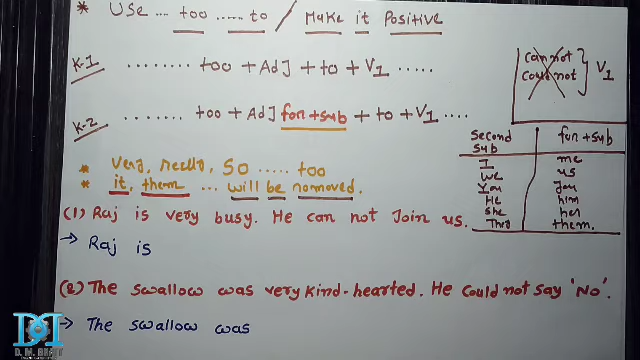 * Use ... too ...... to / Make it Positive
K-1 ........ too + Adj + to + V1 .....
K-2 ........ too + Adj for+sub + to + V1 ....
can not
could not
V1
Second sub
for+sub
I me
we us
You you
He him
She her
They them.
* Very, really, so ..... too
* it, them ... will be removed.
(1) Raj is very busy. He can not Join us.
→ Raj is
(2) The swallow was very kind-hearted. He could not say 'No'.
→ The swallow was
D. M. BHATT